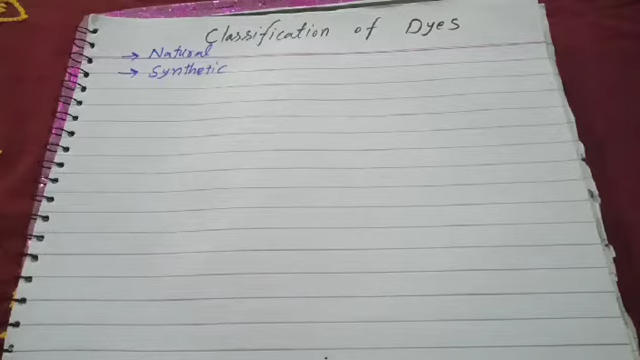 Classification of Dyes
→ Natural
→ Synthetic